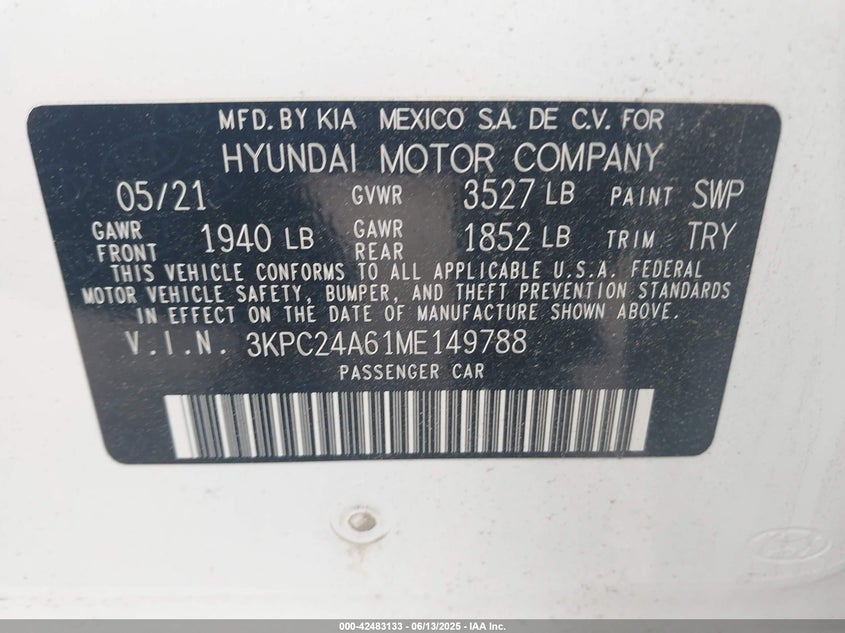 MFD. BY KIA MEXICO S.A. DE C.V. FOR
HYUNDAI MOTOR COMPANY
05/21 GVWR 3527 LB PAINT SWP
GAWR FRONT 1940 LB GAWR REAR 1852 LB TRIM TRY
THIS VEHICLE CONFORMS TO ALL APPLICABLE U.S.A. FEDERAL
MOTOR VEHICLE SAFETY, BUMPER, AND THEFT PREVENTION STANDARDS
IN EFFECT ON THE DATE OF MANUFACTURE SHOWN ABOVE.
V.I.N. 3KPC24A61ME149788
PASSENGER CAR
000-42483133 - 06/13/2025 - IAA Inc.